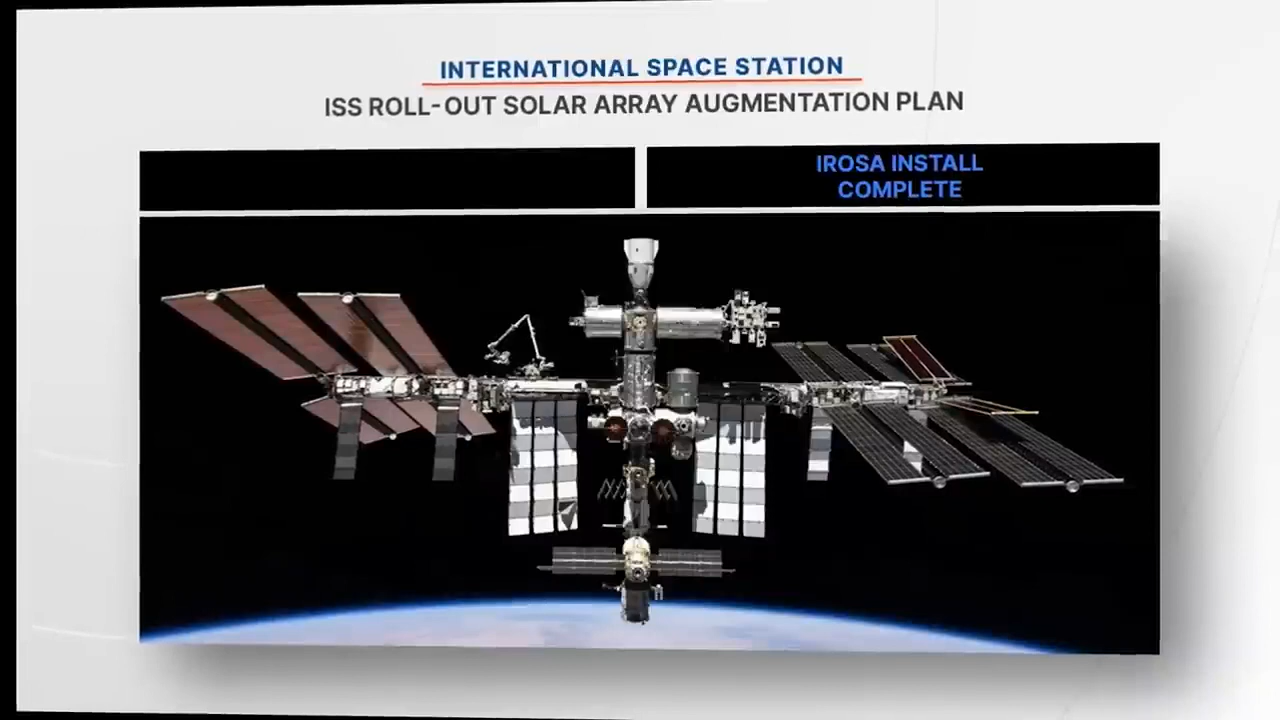 INTERNATIONAL SPACE STATION
ISS ROLL-OUT SOLAR ARRAY AUGMENTATION PLAN
IROSA INSTALL
COMPLETE